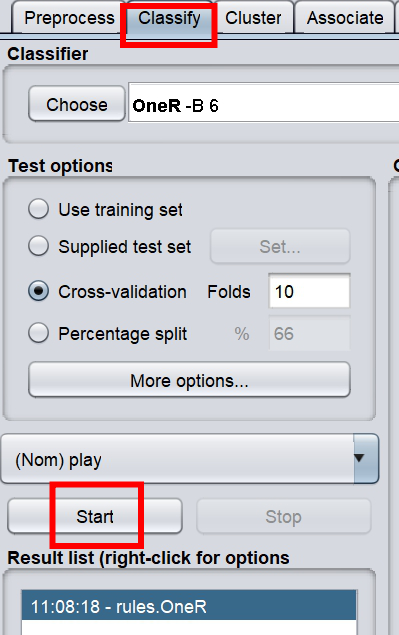 Preprocess Classify Cluster Associate
Classifier
Choose OneR -B 6
Test options
Use training set
Supplied test set Set...
Cross-validation Folds 10
Percentage split % 66
More options...
(Nom) play
Start Stop
Result list (right-click for options
11:08:18 - rules.OneR